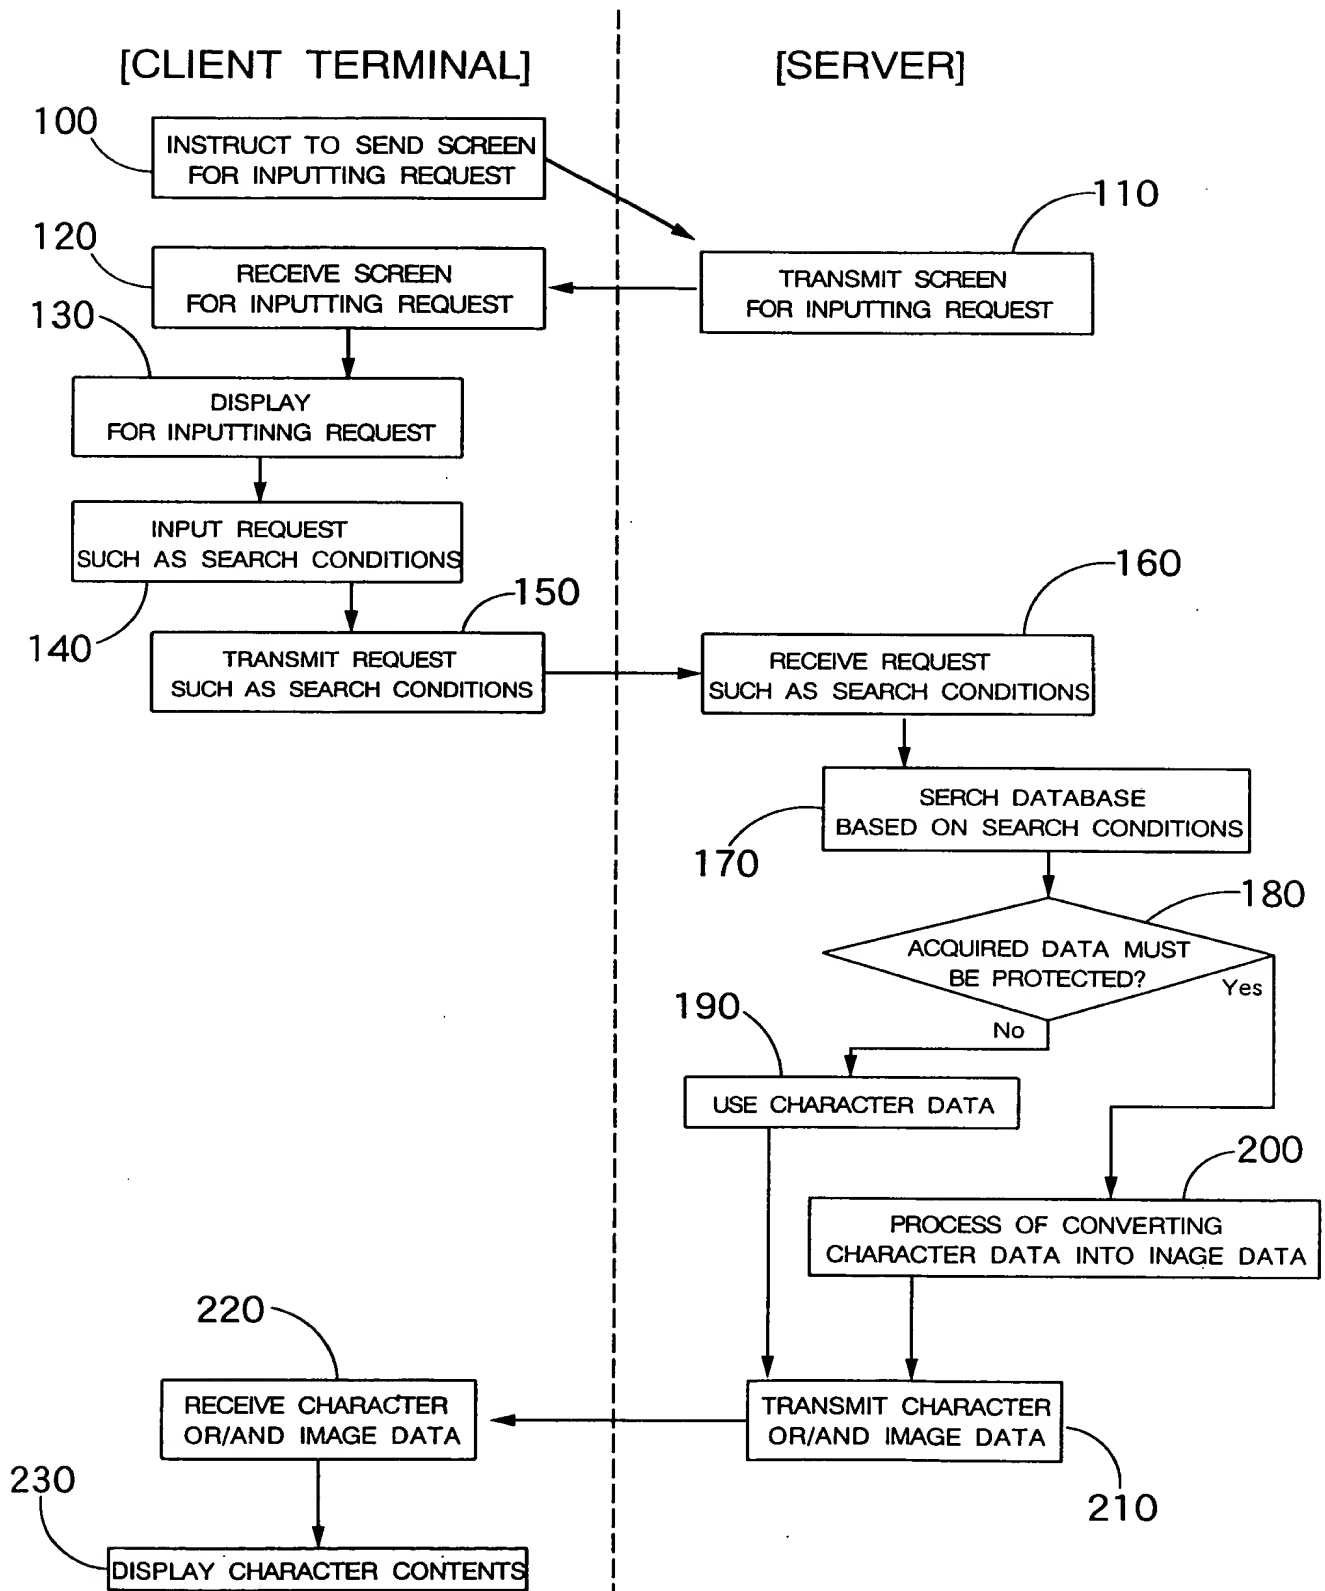 [CLIENT TERMINAL]
[SERVER]
100
INSTRUCT TO SEND SCREEN
FOR INPUTTING REQUEST
110
TRANSMIT SCREEN
FOR INPUTTING REQUEST
120
RECEIVE SCREEN
FOR INPUTTING REQUEST
130
DISPLAY
FOR INPUTTINNG REQUEST
INPUT REQUEST
SUCH AS SEARCH CONDITIONS
140
150
TRANSMIT REQUEST
SUCH AS SEARCH CONDITIONS
160
RECEIVE REQUEST
SUCH AS SEARCH CONDITIONS
SERCH DATABASE
BASED ON SEARCH CONDITIONS
170
180
ACQUIRED DATA MUST
BE PROTECTED?
Yes
No
190
USE CHARACTER DATA
200
PROCESS OF CONVERTING
CHARACTER DATA INTO INAGE DATA
TRANSMIT CHARACTER
OR/AND IMAGE DATA
210
220
RECEIVE CHARACTER
OR/AND IMAGE DATA
230
DISPLAY CHARACTER CONTENTS